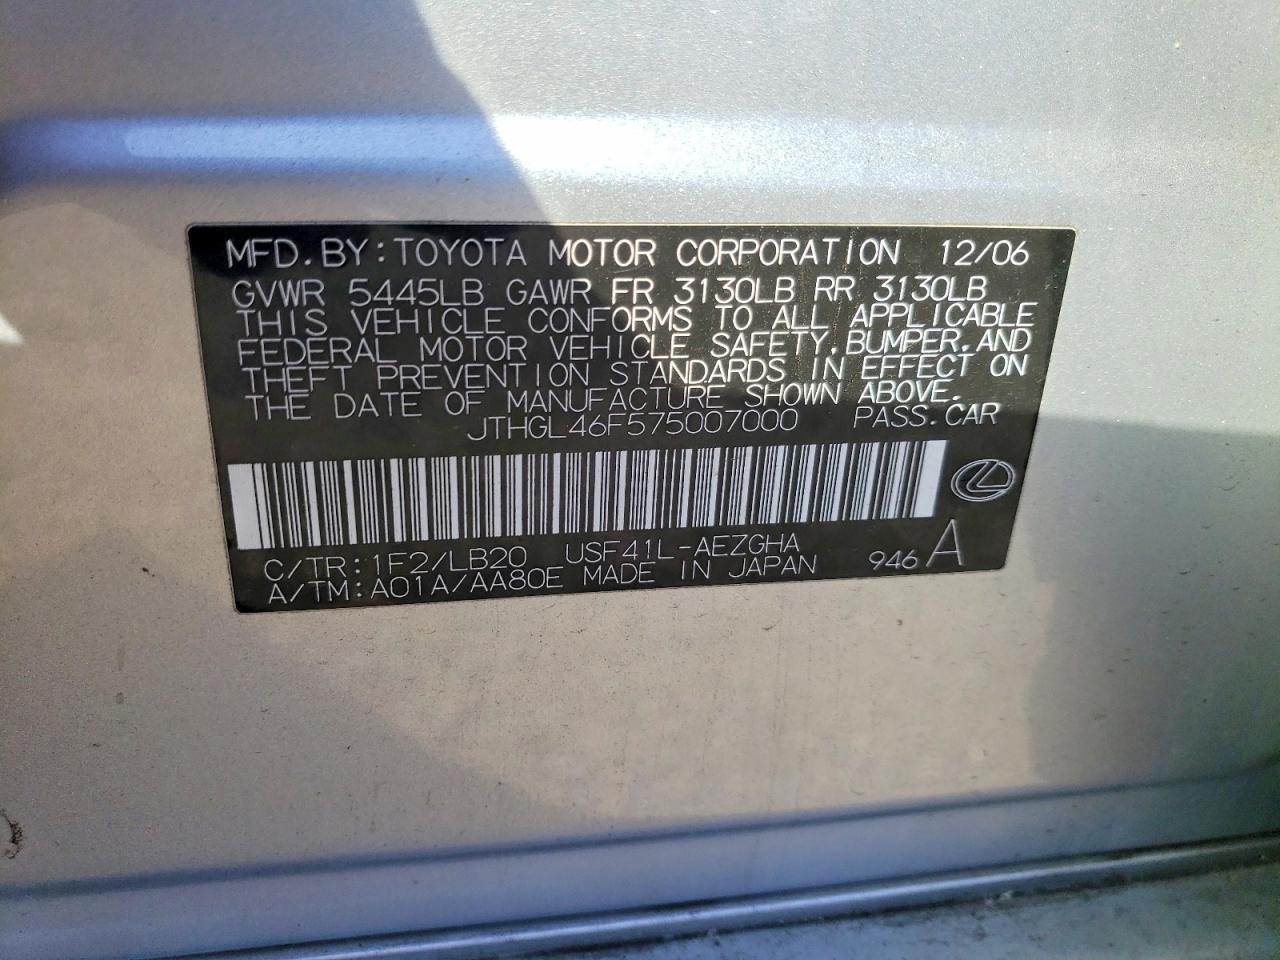 MFD. BY: TOYOTA MOTOR CORPORATION 12/06
GVWR 5445LB GAWR FR 3130LB RR 3130LB
THIS VEHICLE CONFORMS TO ALL APPLICABLE
FEDERAL MOTOR VEHICLE SAFETY, BUMPER, AND
THEFT PREVENTION STANDARDS IN EFFECT ON
THE DATE OF MANUFACTURE SHOWN ABOVE.
JTHGL46F575007000 PASS. CAR
C/TR: 1F2/LB20 USF41L-AEZGHA
A/TM: A01A/AA80E MADE IN JAPAN 946 A